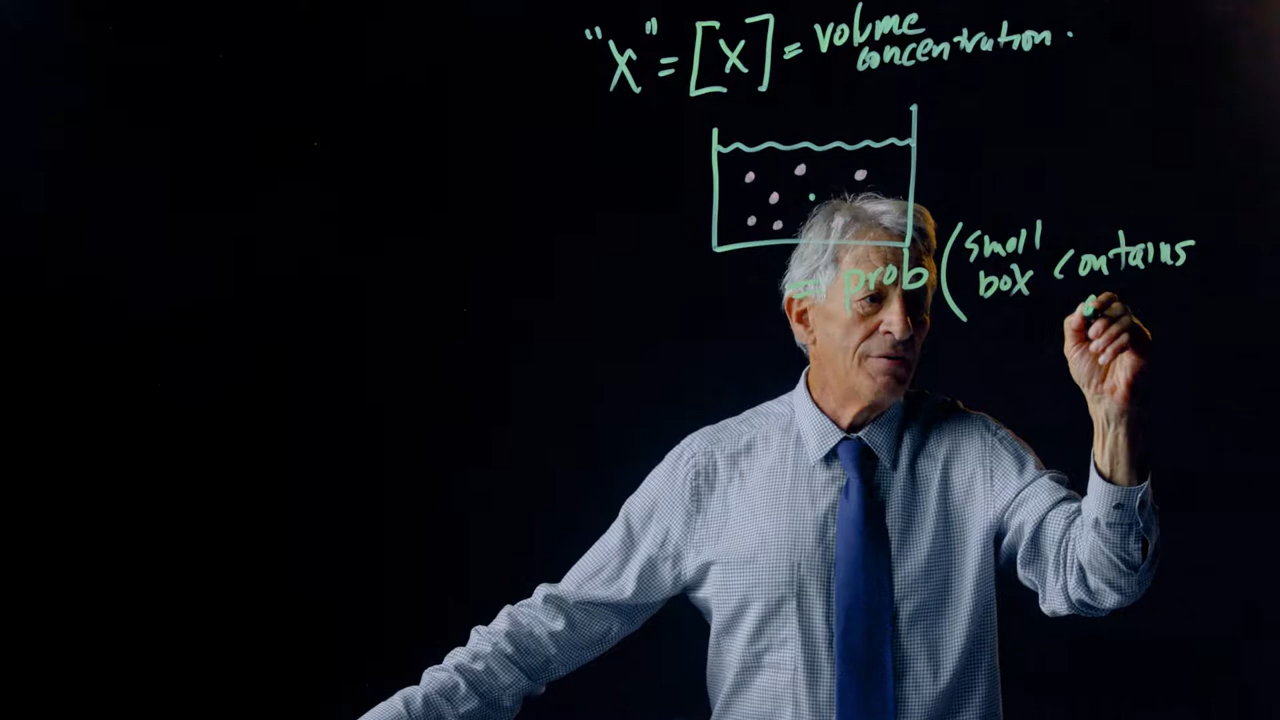 "X" = [X] = volume
concentration.
= prob (small
box contains